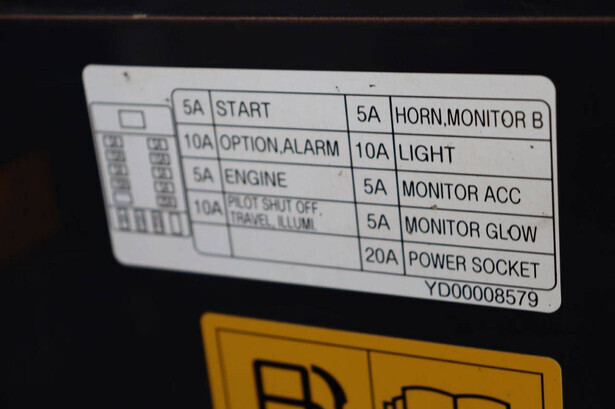 5A START 5A HORN,MONITOR B
10A OPTION,ALARM 10A LIGHT
5A ENGINE 5A MONITOR ACC
10A PILOT SHUT OFF, 5A MONITOR GLOW
TRAVEL, ILLUMI.
20A POWER SOCKET
YD00008579